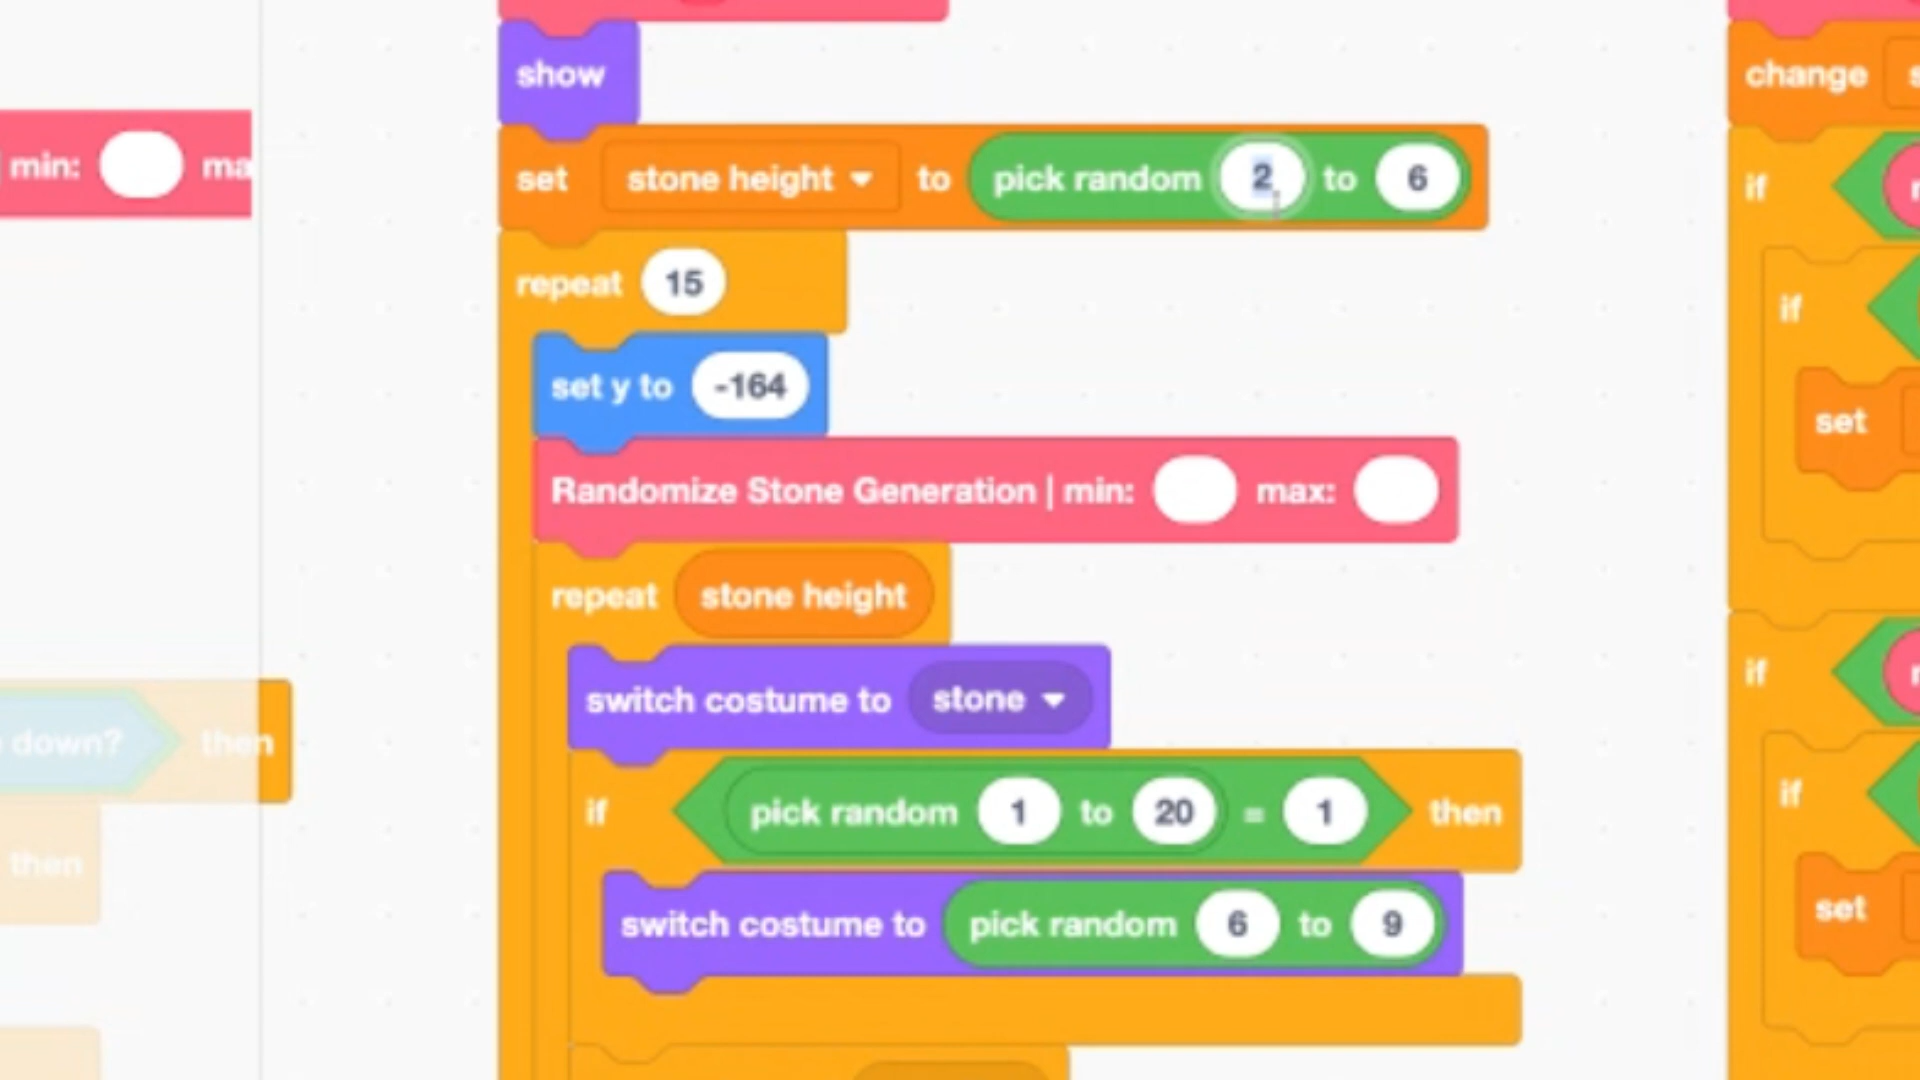 show
change
min:
set stone height to pick random 2 to 6
if
repeat 15
if
set y to -164
set
Randomize Stone Generation | min: max:
repeat stone height
if
switch costume to stone
down? then
if pick random 1 to 20 = 1 then
if
then
switch costume to pick random 6 to 9
set